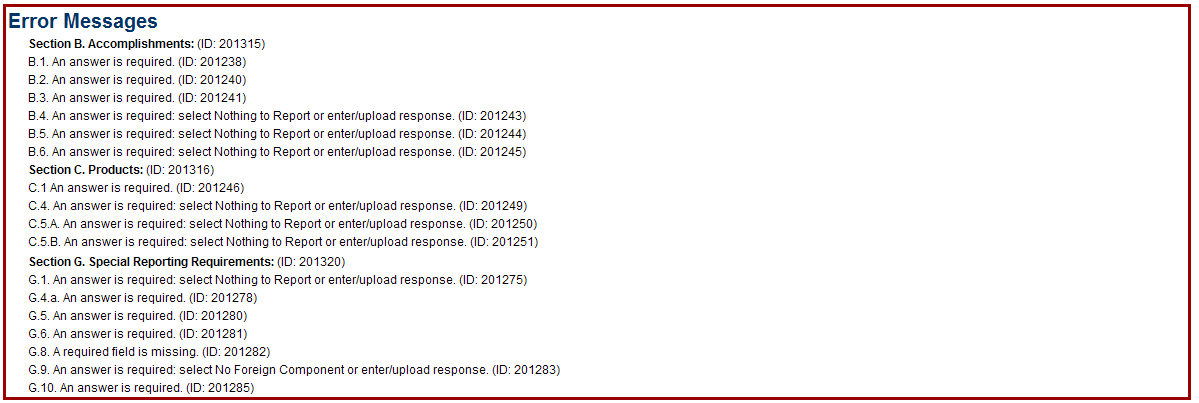 Error Messages
Section B. Accomplishments: (ID: 201315)
B.1. An answer is required. (ID: 201238)
B.2. An answer is required. (ID: 201240)
B.3. An answer is required. (ID: 201241)
B.4. An answer is required: select Nothing to Report or enter/upload response. (ID: 201243)
B.5. An answer is required: select Nothing to Report or enter/upload response. (ID: 201244)
B.6. An answer is required: select Nothing to Report or enter/upload response. (ID: 201245)
Section C. Products: (ID: 201316)
C.1 An answer is required. (ID: 201246)
C.4. An answer is required: select Nothing to Report or enter/upload response. (ID: 201249)
C.5.A. An answer is required: select Nothing to Report or enter/upload response. (ID: 201250)
C.5.B. An answer is required: select Nothing to Report or enter/upload response. (ID: 201251)
Section G. Special Reporting Requirements: (ID: 201320)
G.1. An answer is required: select Nothing to Report or enter/upload response. (ID: 201275)
G.4.a. An answer is required. (ID: 201278)
G.5. An answer is required. (ID: 201280)
G.6. An answer is required. (ID: 201281)
G.8. A required field is missing. (ID: 201282)
G.9. An answer is required: select No Foreign Component or enter/upload response. (ID: 201283)
G.10. An answer is required. (ID: 201285)